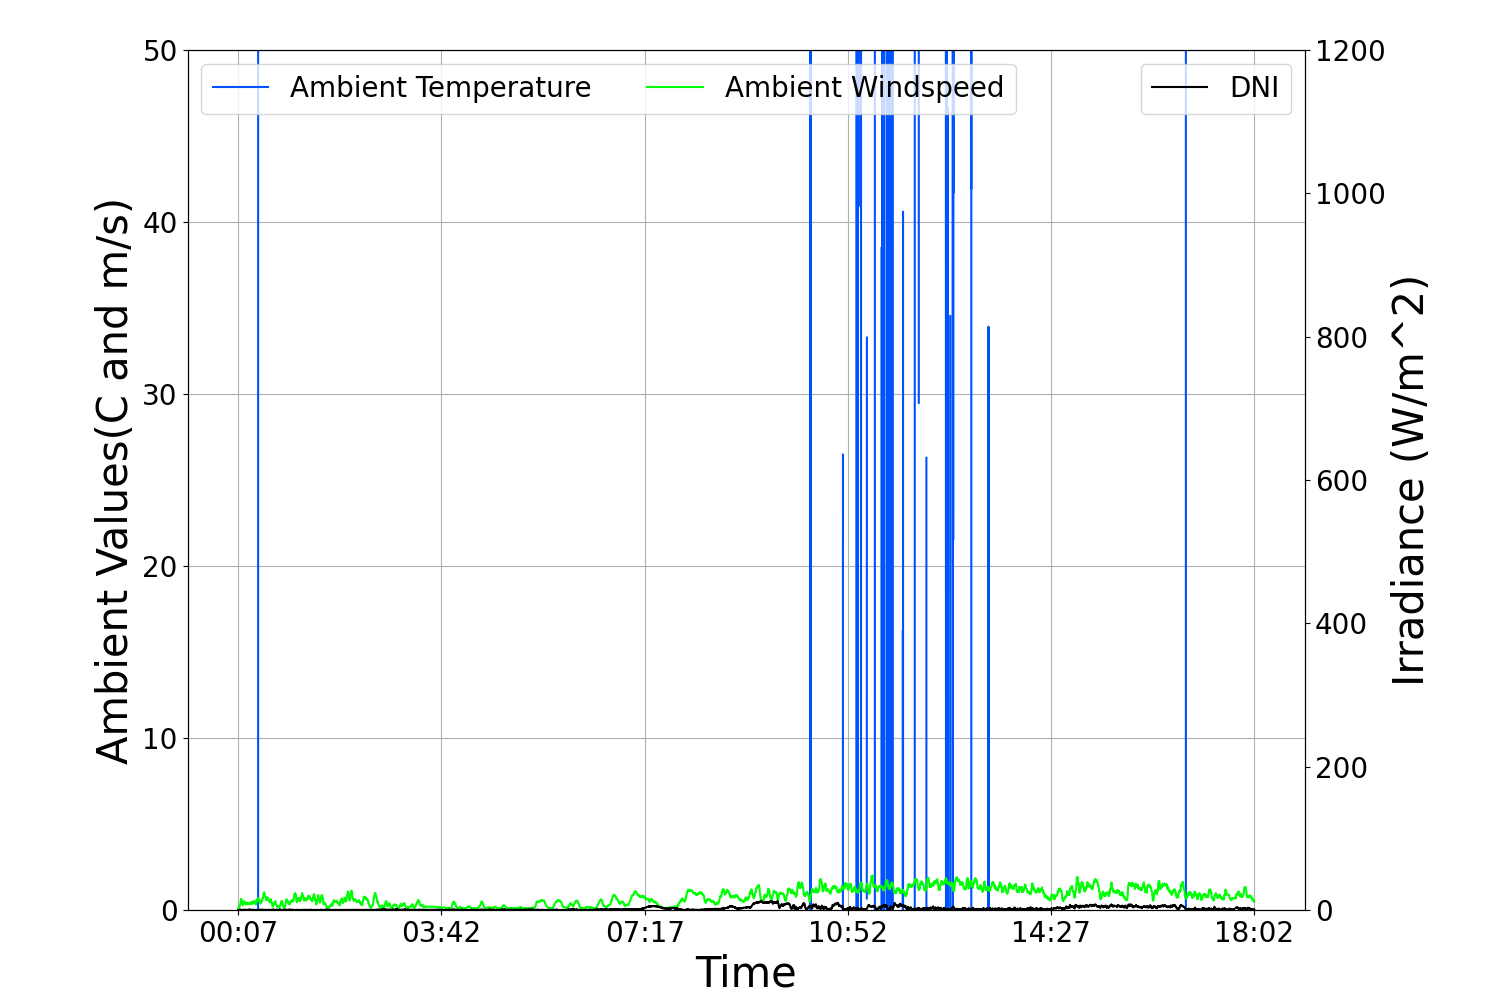 Ambient Temperature
Ambient Windspeed
DNI
50
40
30
20
10
0
Ambient Values(C and m/s)
1200
1000
800
600
400
200
0
Irradiance (W/m^2)
00:07 03:42 07:17 10:52 14:27 18:02
Time